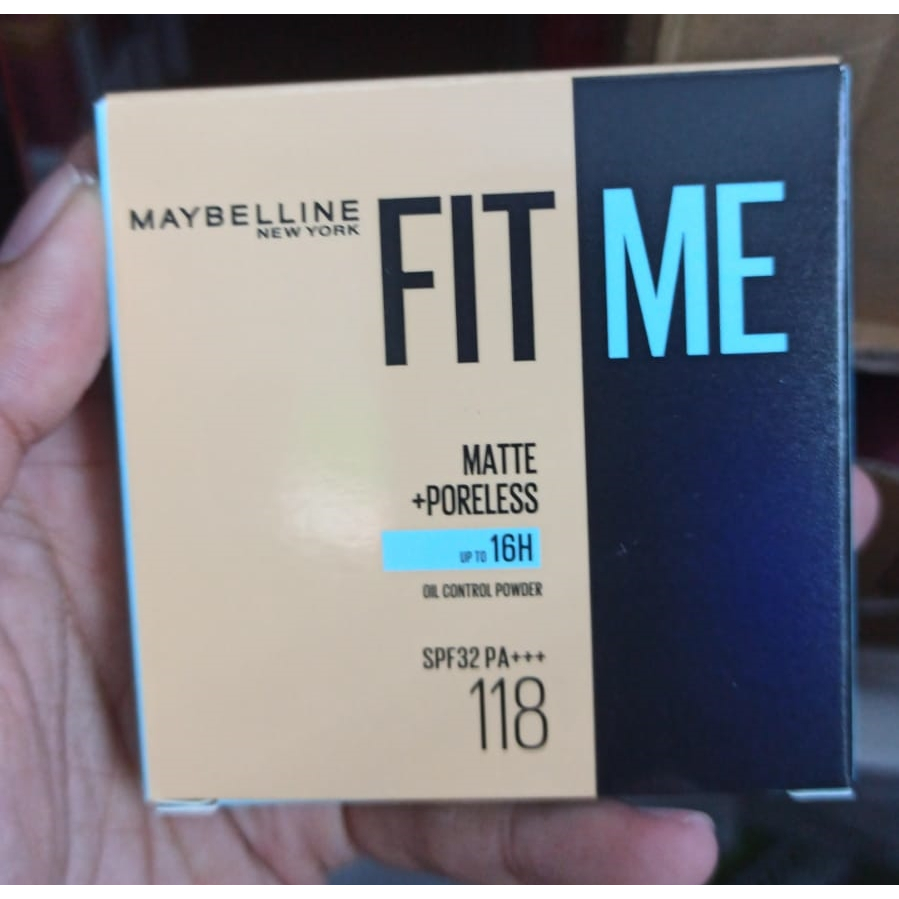 MAYBELLINE
NEW YORK
FIT ME
MATTE
+PORELESS
UP TO 16H
OIL CONTROL POWDER
SPF32 PA+++
118